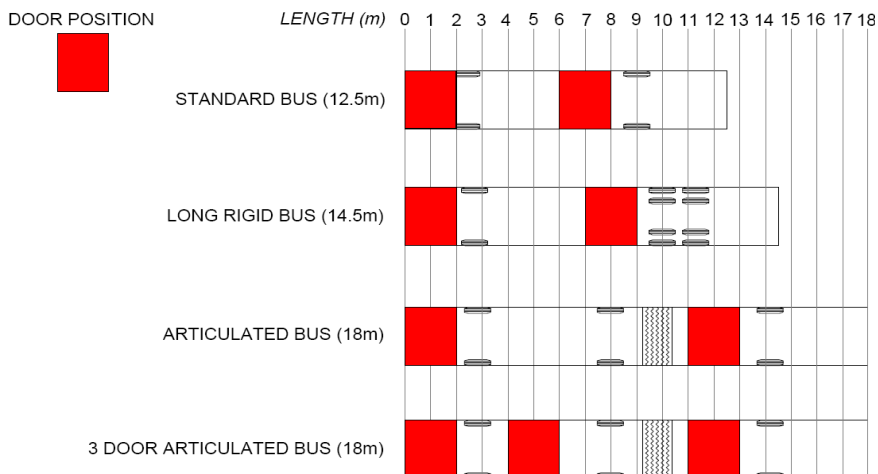 DOOR POSITION
LENGTH (m) 0 1 2 3 4 5 6 7 8 9 10 11 12 13 14 15 16 17 18
STANDARD BUS (12.5m)
LONG RIGID BUS (14.5m)
ARTICULATED BUS (18m)
3 DOOR ARTICULATED BUS (18m)